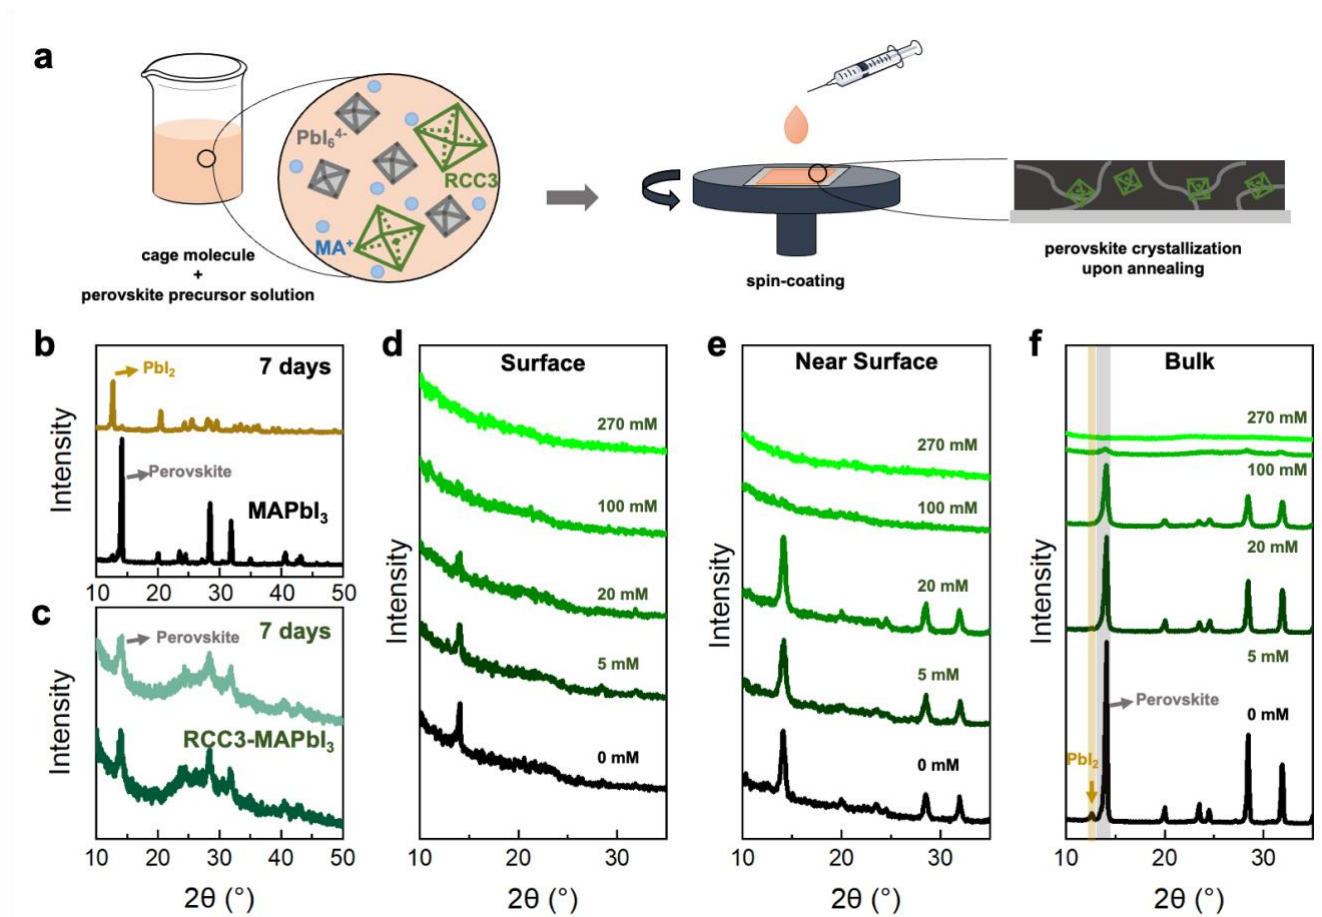 a
PbI₆⁴⁻
RCC3
MA⁺
cage molecule
+
perovskite precursor solution
spin-coating
perovskite crystallization
upon annealing
b
7 days
PbI₂
Perovskite
MAPbI₃
Intensity
10 20 30 40 50
c
7 days
Perovskite
RCC3-MAPbI₃
Intensity
10 20 30 40 50
2θ (°)
d
Surface
270 mM
100 mM
20 mM
5 mM
0 mM
Intensity
10 20 30
2θ (°)
e
Near Surface
270 mM
100 mM
20 mM
5 mM
0 mM
Intensity
10 20 30
2θ (°)
f
Bulk
270 mM
100 mM
20 mM
5 mM
Perovskite
0 mM
PbI₂
Intensity
10 20 30
2θ (°)